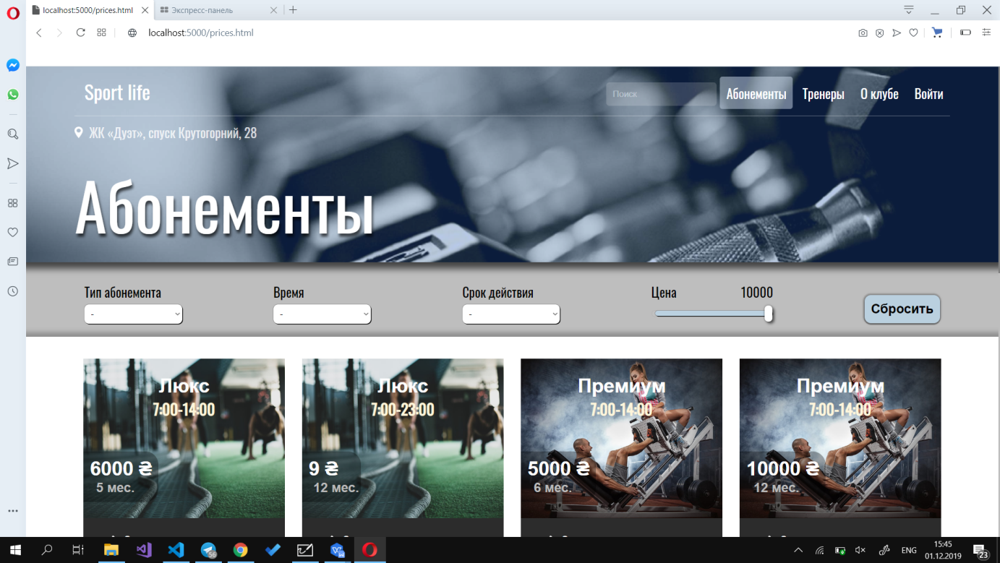 localhost:5000/prices.html
Экспресс-панель
localhost:5000/prices.html
Sport life
Поиск
Абонементы
Тренеры
О клубе
Войти
ЖК «Дуэт», спуск Крутогорний, 28
Абонементы
Тип абонемента
Время
Срок действия
Цена
10000
-
-
-
Сбросить
Люкс
7:00-14:00
6000 ₴
5 мес.
Люкс
7:00-23:00
9 ₴
12 мес.
Премиум
7:00-14:00
5000 ₴
6 мес.
Премиум
7:00-14:00
10000 ₴
12 мес.
56
ENG
15:45
01.12.2019
23